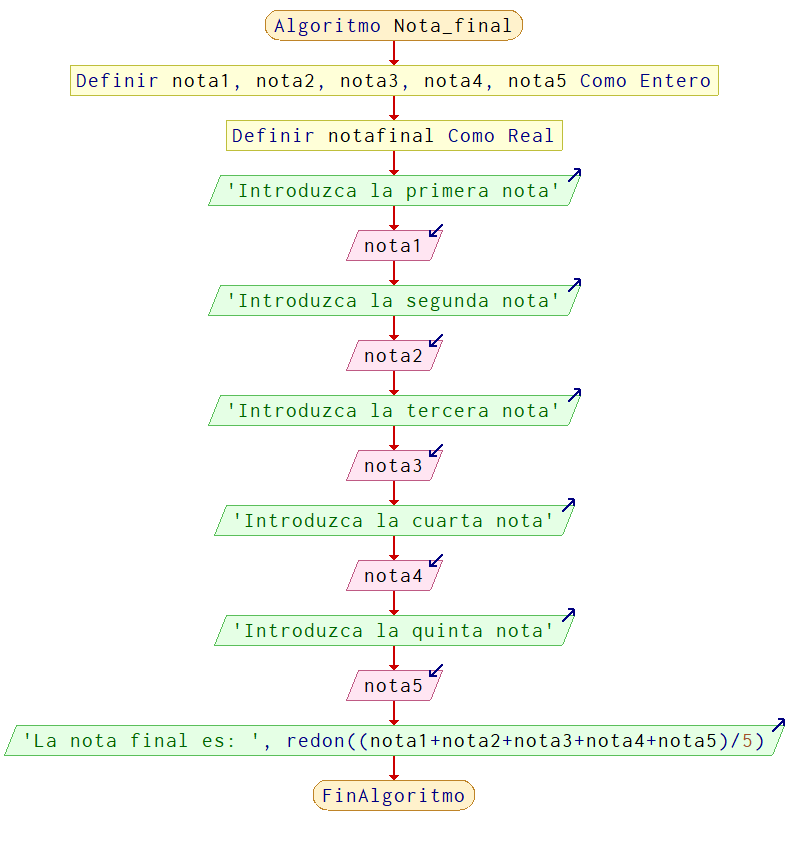 Algoritmo Nota_final
Definir nota1, nota2, nota3, nota4, nota5 Como Entero
Definir notafinal Como Real
'Introduzca la primera nota'
nota1
'Introduzca la segunda nota'
nota2
'Introduzca la tercera nota'
nota3
'Introduzca la cuarta nota'
nota4
'Introduzca la quinta nota'
nota5
'La nota final es: ', redon((nota1+nota2+nota3+nota4+nota5)/5)
FinAlgoritmo